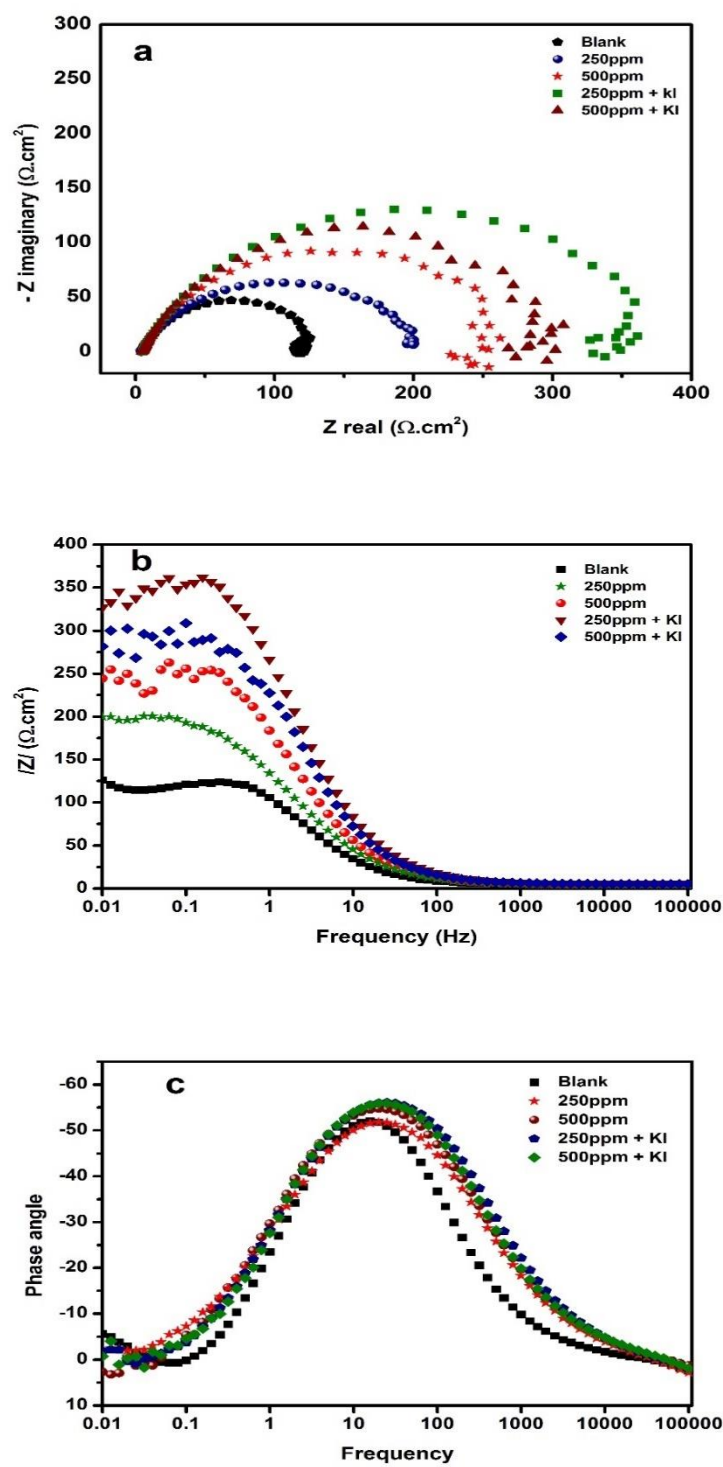 a
Blank
250ppm
500ppm
250ppm + kI
500ppm + KI
300
250
200
150
100
50
0
- Z imaginary (Ω.cm²)
0 100 200 300 400
Z real (Ω.cm²)
b
Blank
250ppm
500ppm
250ppm + KI
500ppm + KI
400
350
300
250
200
150
100
50
0
/Z/ (Ω.cm²)
0.01 0.1 1 10 100 1000 10000 100000
Frequency (Hz)
c
Blank
250ppm
500ppm
250ppm + KI
500ppm + KI
-60
-50
-40
-30
-20
-10
0
10
Phase angle
0.01 0.1 1 10 100 1000 10000 100000
Frequency